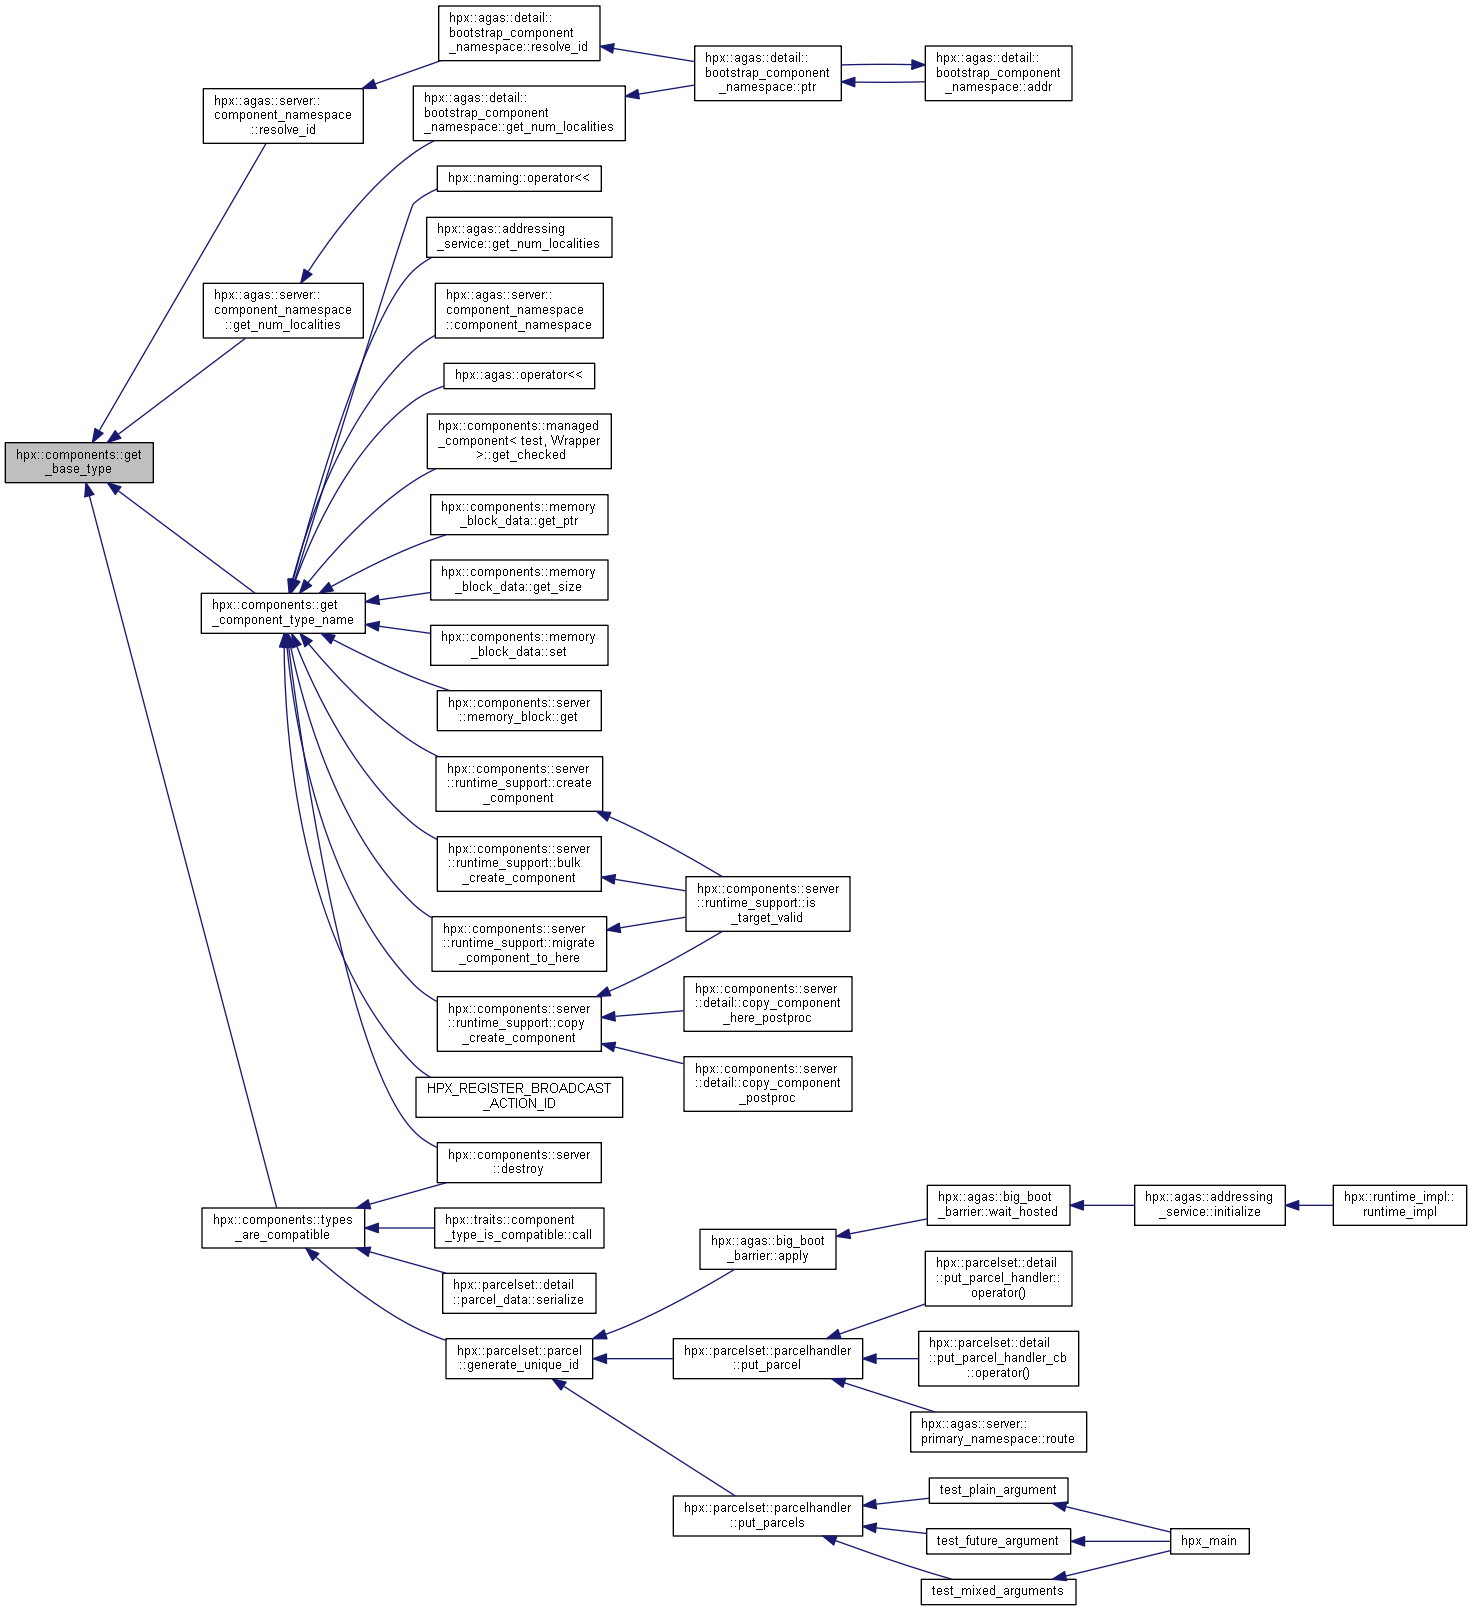 hpx::components::get
_base_type
hpx::agas::server::
component_namespace
::resolve_id
hpx::agas::detail::
bootstrap_component
_namespace::resolve_id
hpx::agas::detail::
bootstrap_component
_namespace::ptr
hpx::agas::detail::
bootstrap_component
_namespace::addr
hpx::agas::server::
component_namespace
::get_num_localities
hpx::agas::detail::
bootstrap_component
_namespace::get_num_localities
hpx::components::get
_component_type_name
hpx::naming::operator<<
hpx::agas::addressing
_service::get_num_localities
hpx::agas::server::
component_namespace
::component_namespace
hpx::agas::operator<<
hpx::components::managed
_component< test, Wrapper
>::get_checked
hpx::components::memory
_block_data::get_ptr
hpx::components::memory
_block_data::get_size
hpx::components::memory
_block_data::set
hpx::components::server
::memory_block::get
hpx::components::server
::runtime_support::create
_component
hpx::components::server
::runtime_support::bulk
_create_component
hpx::components::server
::runtime_support::migrate
_component_to_here
hpx::components::server
::runtime_support::copy
_create_component
HPX_REGISTER_BROADCAST
_ACTION_ID
hpx::components::server
::destroy
hpx::components::server
::runtime_support::is
_target_valid
hpx::components::server
::detail::copy_component
_here_postproc
hpx::components::server
::detail::copy_component
_postproc
hpx::components::types
_are_compatible
hpx::traits::component
_type_is_compatible::call
hpx::parcelset::detail
::parcel_data::serialize
hpx::parcelset::parcel
::generate_unique_id
hpx::agas::big_boot
_barrier::apply
hpx::agas::big_boot
_barrier::wait_hosted
hpx::agas::addressing
_service::initialize
hpx::runtime_impl::
runtime_impl
hpx::parcelset::parcelhandler
::put_parcel
hpx::parcelset::detail
::put_parcel_handler::
operator()
hpx::parcelset::detail
::put_parcel_handler_cb
::operator()
hpx::agas::server::
primary_namespace::route
hpx::parcelset::parcelhandler
::put_parcels
test_plain_argument
test_future_argument
test_mixed_arguments
hpx_main